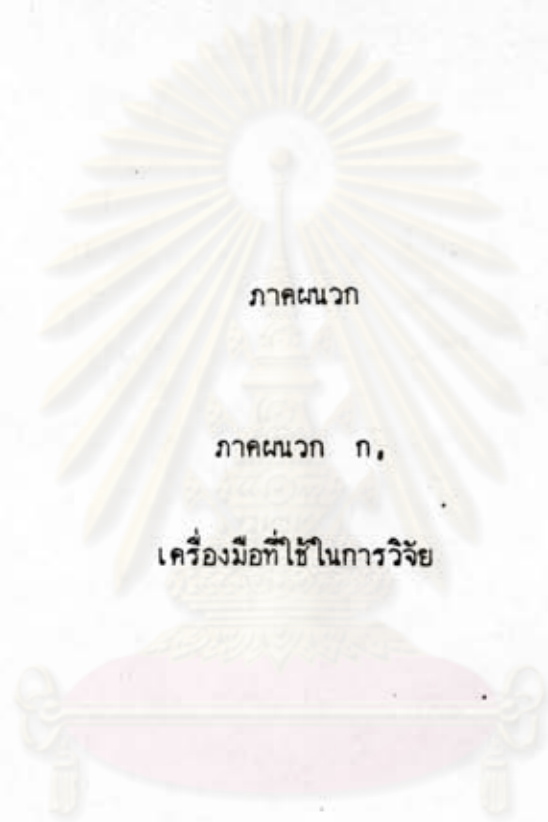 ภาคผนวก
ภาคผนวก ก.
เครื่องมือที่ใช้ในการวิจัย